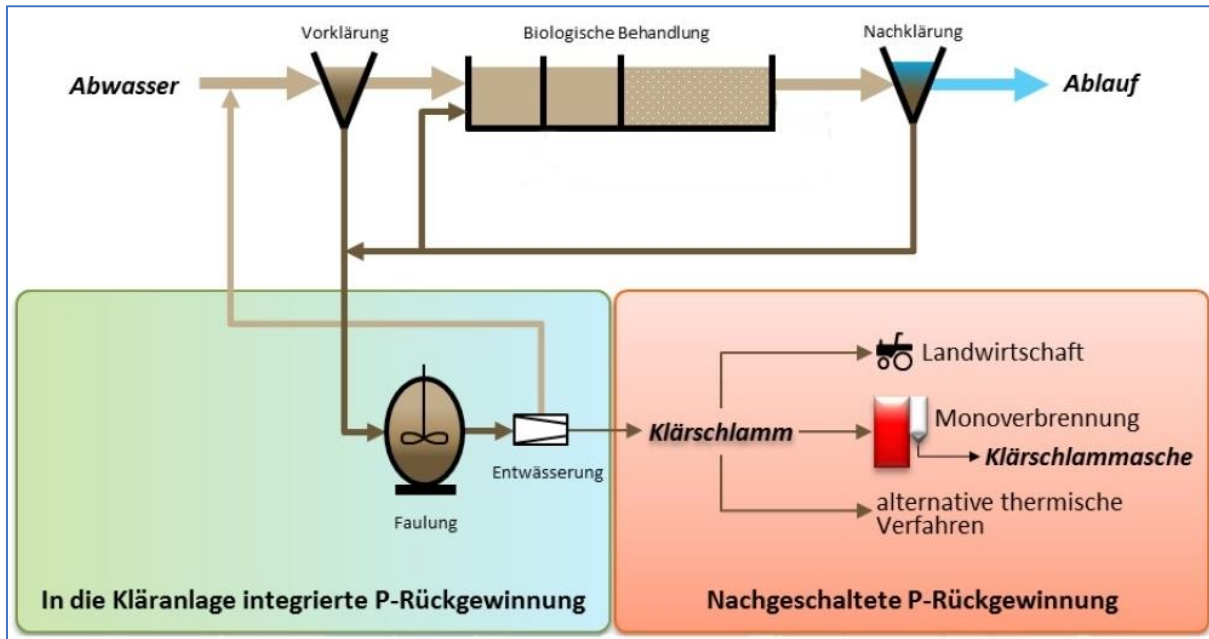 Vorklärung
Biologische Behandlung
Nachklärung
Abwasser
Ablauf
Landwirtschaft
Monoverbrennung
Klärschlamm
Klärschlammasche
Entwässerung
alternative thermische
Verfahren
Faulung
In die Kläranlage integrierte P-Rückgewinnung
Nachgeschaltete P-Rückgewinnung